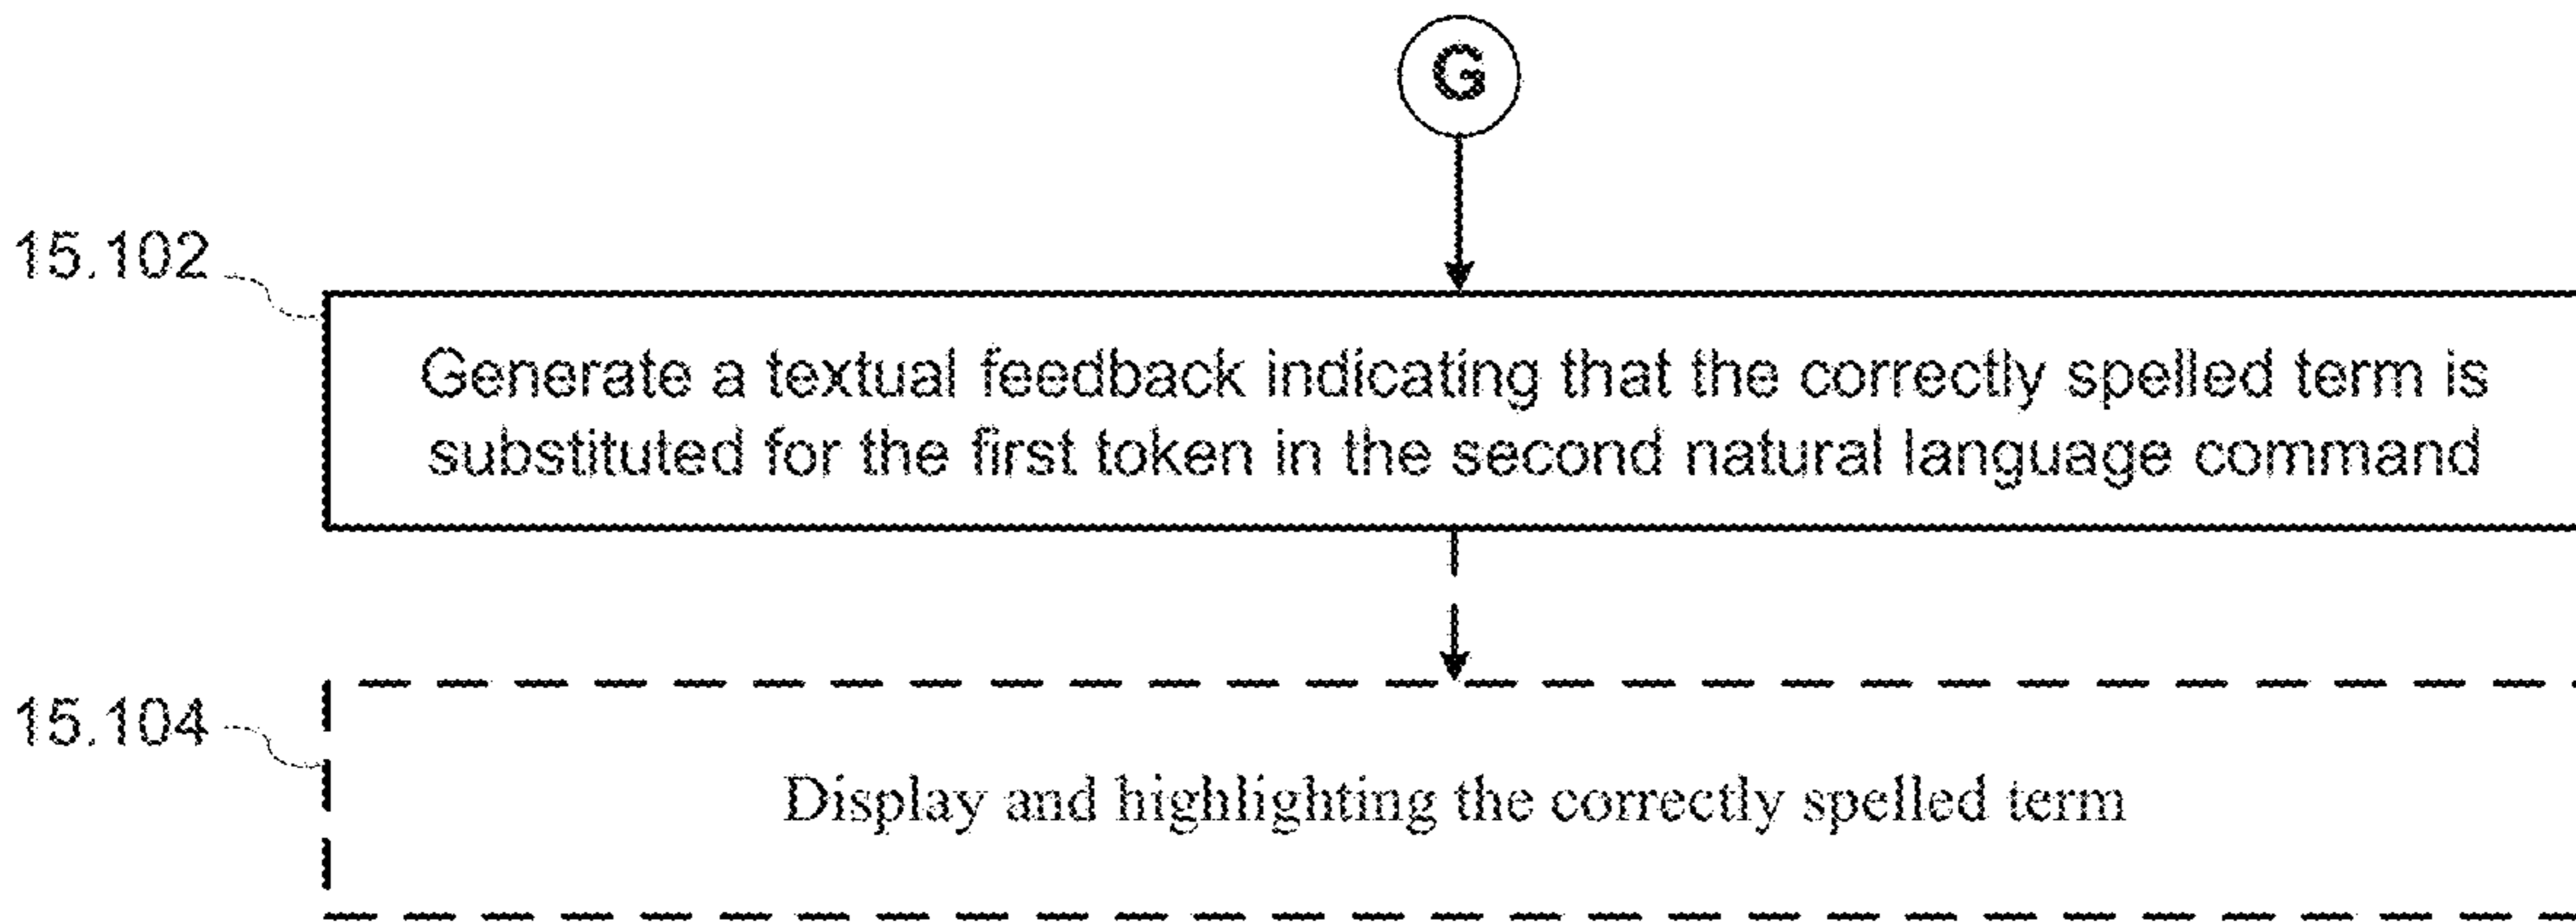 G
15.102
Generate a textual feedback indicating that the correctly spelled term is
substituted for the first token in the second natural language command
15.104
Display and highlighting the correctly spelled term